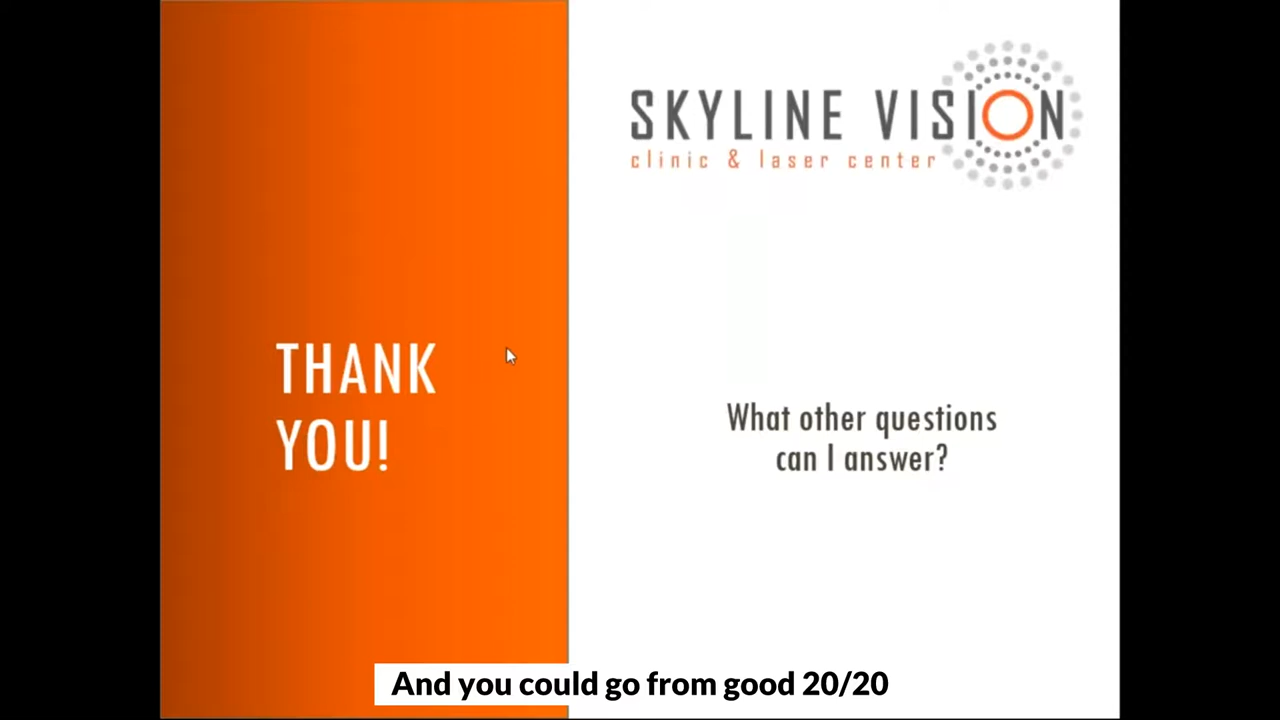 SKYLINE VISION
clinic & laser center
THANK
YOU!
What other questions
can I answer?
And you could go from good 20/20